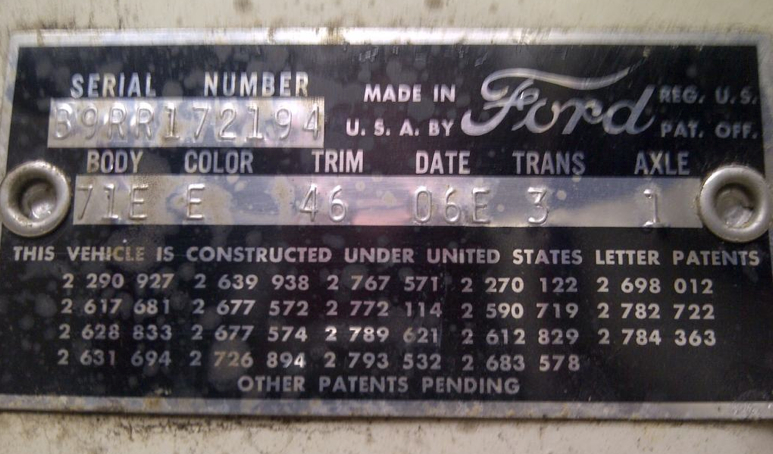 SERIAL NUMBER
MADE IN Ford REG. U.S.
B9RR172194
U.S.A. BY PAT. OFF.
BODY COLOR TRIM DATE TRANS AXLE
71E E 46 06E 3 1
THIS VEHICLE IS CONSTRUCTED UNDER UNITED STATES LETTER PATENTS
2 290 927 2 639 938 2 767 571 2 270 122 2 698 012
2 617 681 2 677 572 2 772 114 2 590 719 2 782 722
2 628 833 2 677 574 2 789 621 2 612 829 2 784 363
2 631 694 2 726 894 2 793 532 2 683 578
OTHER PATENTS PENDING